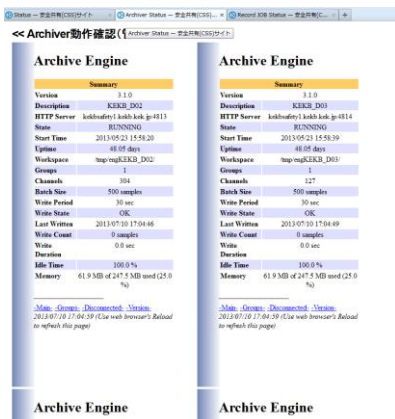 Status — 安全共有(CSS)サイト
Archiver Status — 安全共有(CSS)...
Record JOB Status — 安全共有(C...
<< Archiver動作確認(
Archiver Status — 安全共有(CSS)サイト
Archive Engine
Summary
Version 3.1.0
Description KEKB_D02
HTTP Server kekbsafety1.kekb.kek.jp:4813
State RUNNING
Start Time 2013/05/23 15:58:20
Uptime 48.05 days
Workspace /tmp/engKEKB_D02/
Groups 1
Channels 304
Batch Size 500 samples
Write Period 30 sec
Write State OK
Last Written 2013/07/10 17:04:46
Write Count 0 samples
Write Duration 0.0 sec
Idle Time 100.0 %
Memory 61.9 MB of 247.5 MB used (25.0
%)
-Main- -Groups- -Disconnected- -Version-
2013/07/10 17:04:59 (Use web browser's Reload
to refresh this page)
Archive Engine
Archive Engine
Summary
Version 3.1.0
Description KEKB_D03
HTTP Server kekbsafety1.kekb.kek.jp:4814
State RUNNING
Start Time 2013/05/23 15:58:39
Uptime 48.05 days
Workspace /tmp/engKEKB_D03/
Groups 1
Channels 127
Batch Size 500 samples
Write Period 30 sec
Write State OK
Last Written 2013/07/10 17:04:49
Write Count 0 samples
Write Duration 0.0 sec
Idle Time 100.0 %
Memory 61.9 MB of 247.5 MB used (25.0
%)
-Main- -Groups- -Disconnected- -Version-
2013/07/10 17:04:59 (Use web browser's Reload
to refresh this page)
Archive Engine